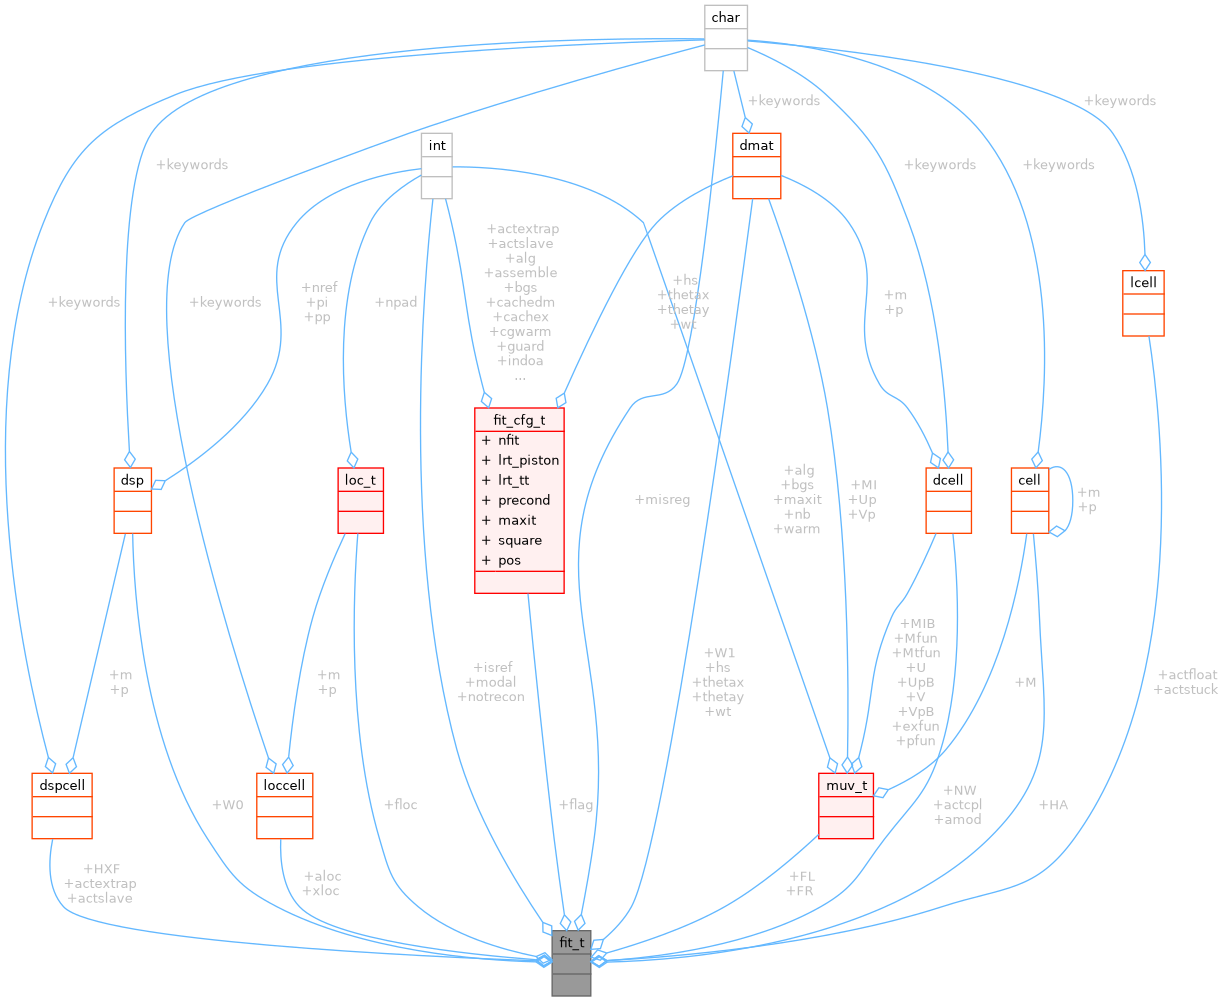 char
+keywords
int
dmat
+keywords
+keywords
+keywords
+keywords
+actextrap
+actslave
+alg
+assemble
+bgs
+cachedm
+cachex
+cgwarm
+guard
+indoa
...
+hs
+thetax
+thetay
+wt
lcell
+keywords
+keywords
+nref
+pi
+pp
+npad
+m
+p
fit_cfg_t
+ nfit
+ lrt_piston
+ lrt_tt
+ precond
+ maxit
+ square
+ pos
dsp
loc_t
dcell
cell
+m
+p
+misreg
+alg
+bgs
+maxit
+nb
+warm
+MI
+Up
+Vp
+m
+p
+m
+p
+isref
+modal
+notrecon
+W1
+hs
+thetax
+thetay
+wt
+MIB
+Mfun
+Mtfun
+U
+UpB
+V
+VpB
+exfun
+pfun
+M
+actfloat
+actstuck
dspcell
+W0
loccell
+floc
+flag
muv_t
+NW
+actcpl
+amod
+HA
+HXF
+actextrap
+actslave
+aloc
+xloc
+FL
+FR
fit_t